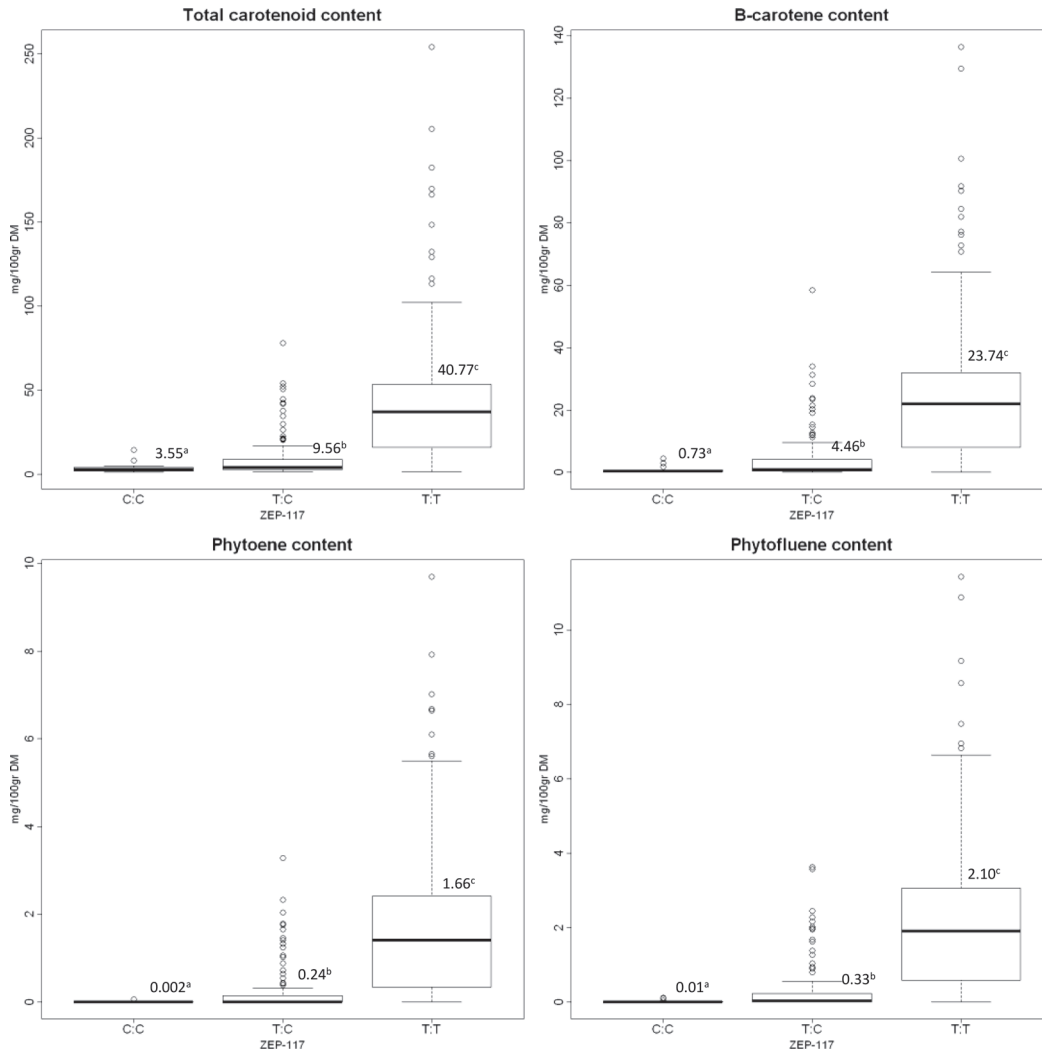 Total carotenoid content
250
200
150
100
50
0
mg/100gr DM
3.55ᵃ
9.56ᵇ
40.77ᶜ
C:C
T:C
T:T
ZEP-117
B-carotene content
140
120
100
80
60
40
20
0
mg/100gr DM
0.73ᵃ
4.46ᵇ
23.74ᶜ
C:C
T:C
T:T
ZEP-117
Phytoene content
10
8
6
4
2
0
mg/100gr DM
0.002ᵃ
0.24ᵇ
1.66ᶜ
C:C
T:C
T:T
ZEP-117
Phytofluene content
10
8
6
4
2
0
mg/100gr DM
0.01ᵃ
0.33ᵇ
2.10ᶜ
C:C
T:C
T:T
ZEP-117